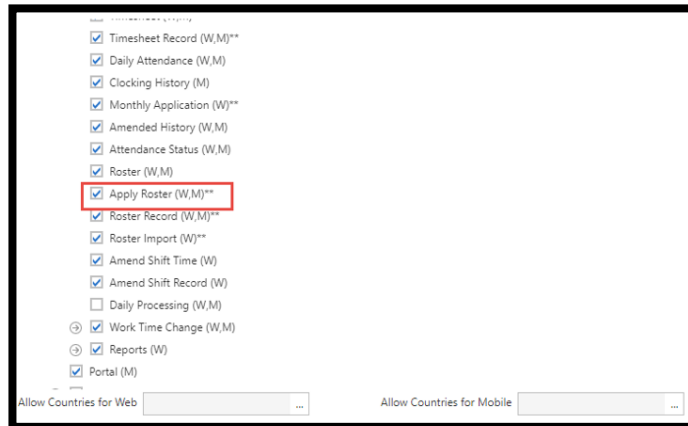 Timesheet Record (W,M)**
Daily Attendance (W,M)
Clocking History (M)
Monthly Application (W)**
Amended History (W,M)
Attendance Status (W,M)
Roster (W,M)
Apply Roster (W,M)**
Roster Record (W,M)**
Roster Import (W)**
Amend Shift Time (W)
Amend Shift Record (W)
Daily Processing (W,M)
Work Time Change (W,M)
Reports (W)
Portal (M)
Allow Countries for Web ... Allow Countries for Mobile ...